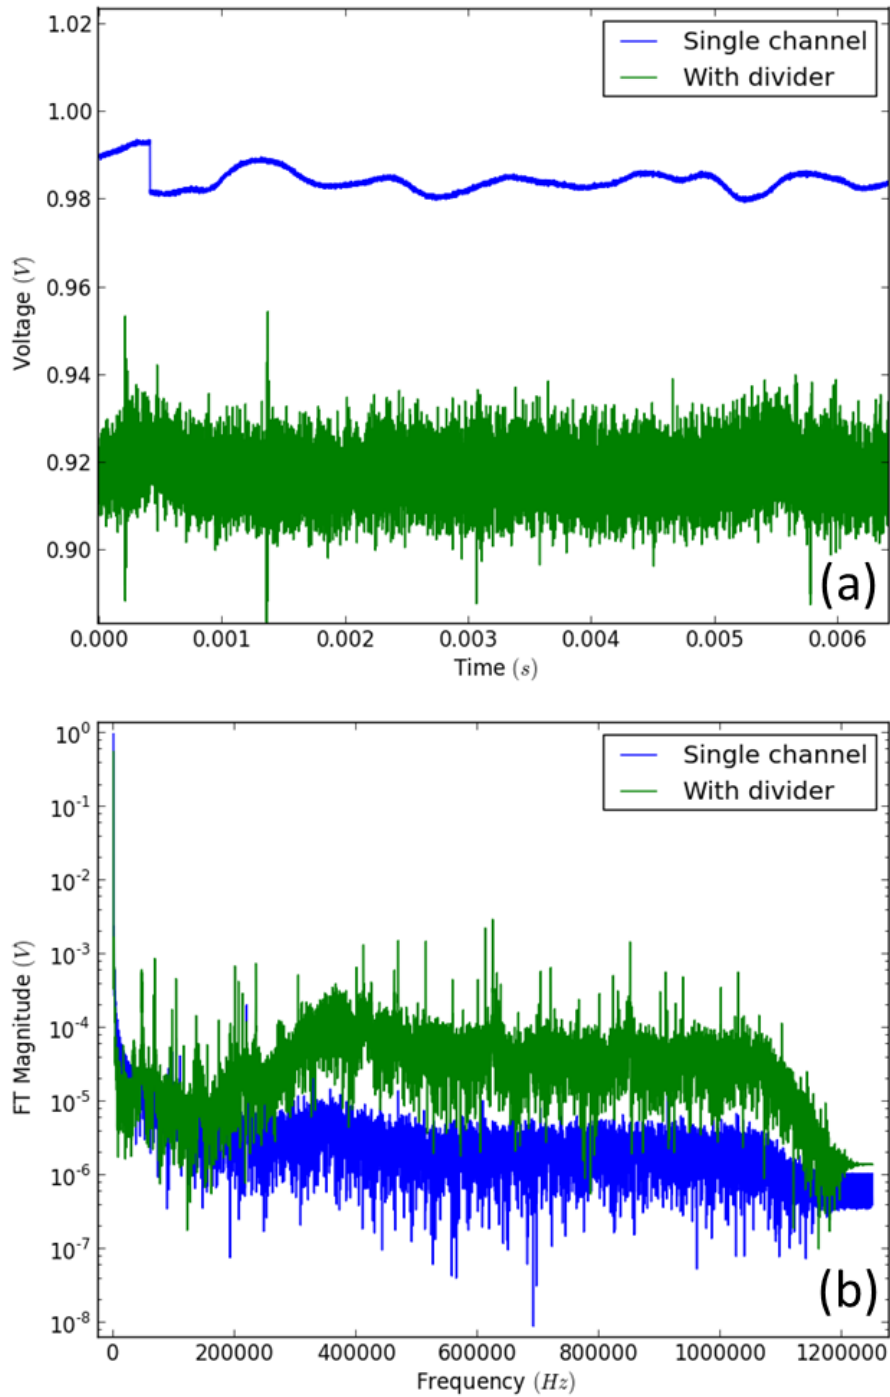 1.02
1.00
0.98
0.96
0.94
0.92
0.90
Voltage (V)
Single channel
With divider
(a)
0.000 0.001 0.002 0.003 0.004 0.005 0.006
Time (s)
10^0
10^-1
10^-2
10^-3
10^-4
10^-5
10^-6
10^-7
10^-8
FT Magnitude (V)
Single channel
With divider
(b)
0 200000 400000 600000 800000 1000000 1200000
Frequency (Hz)